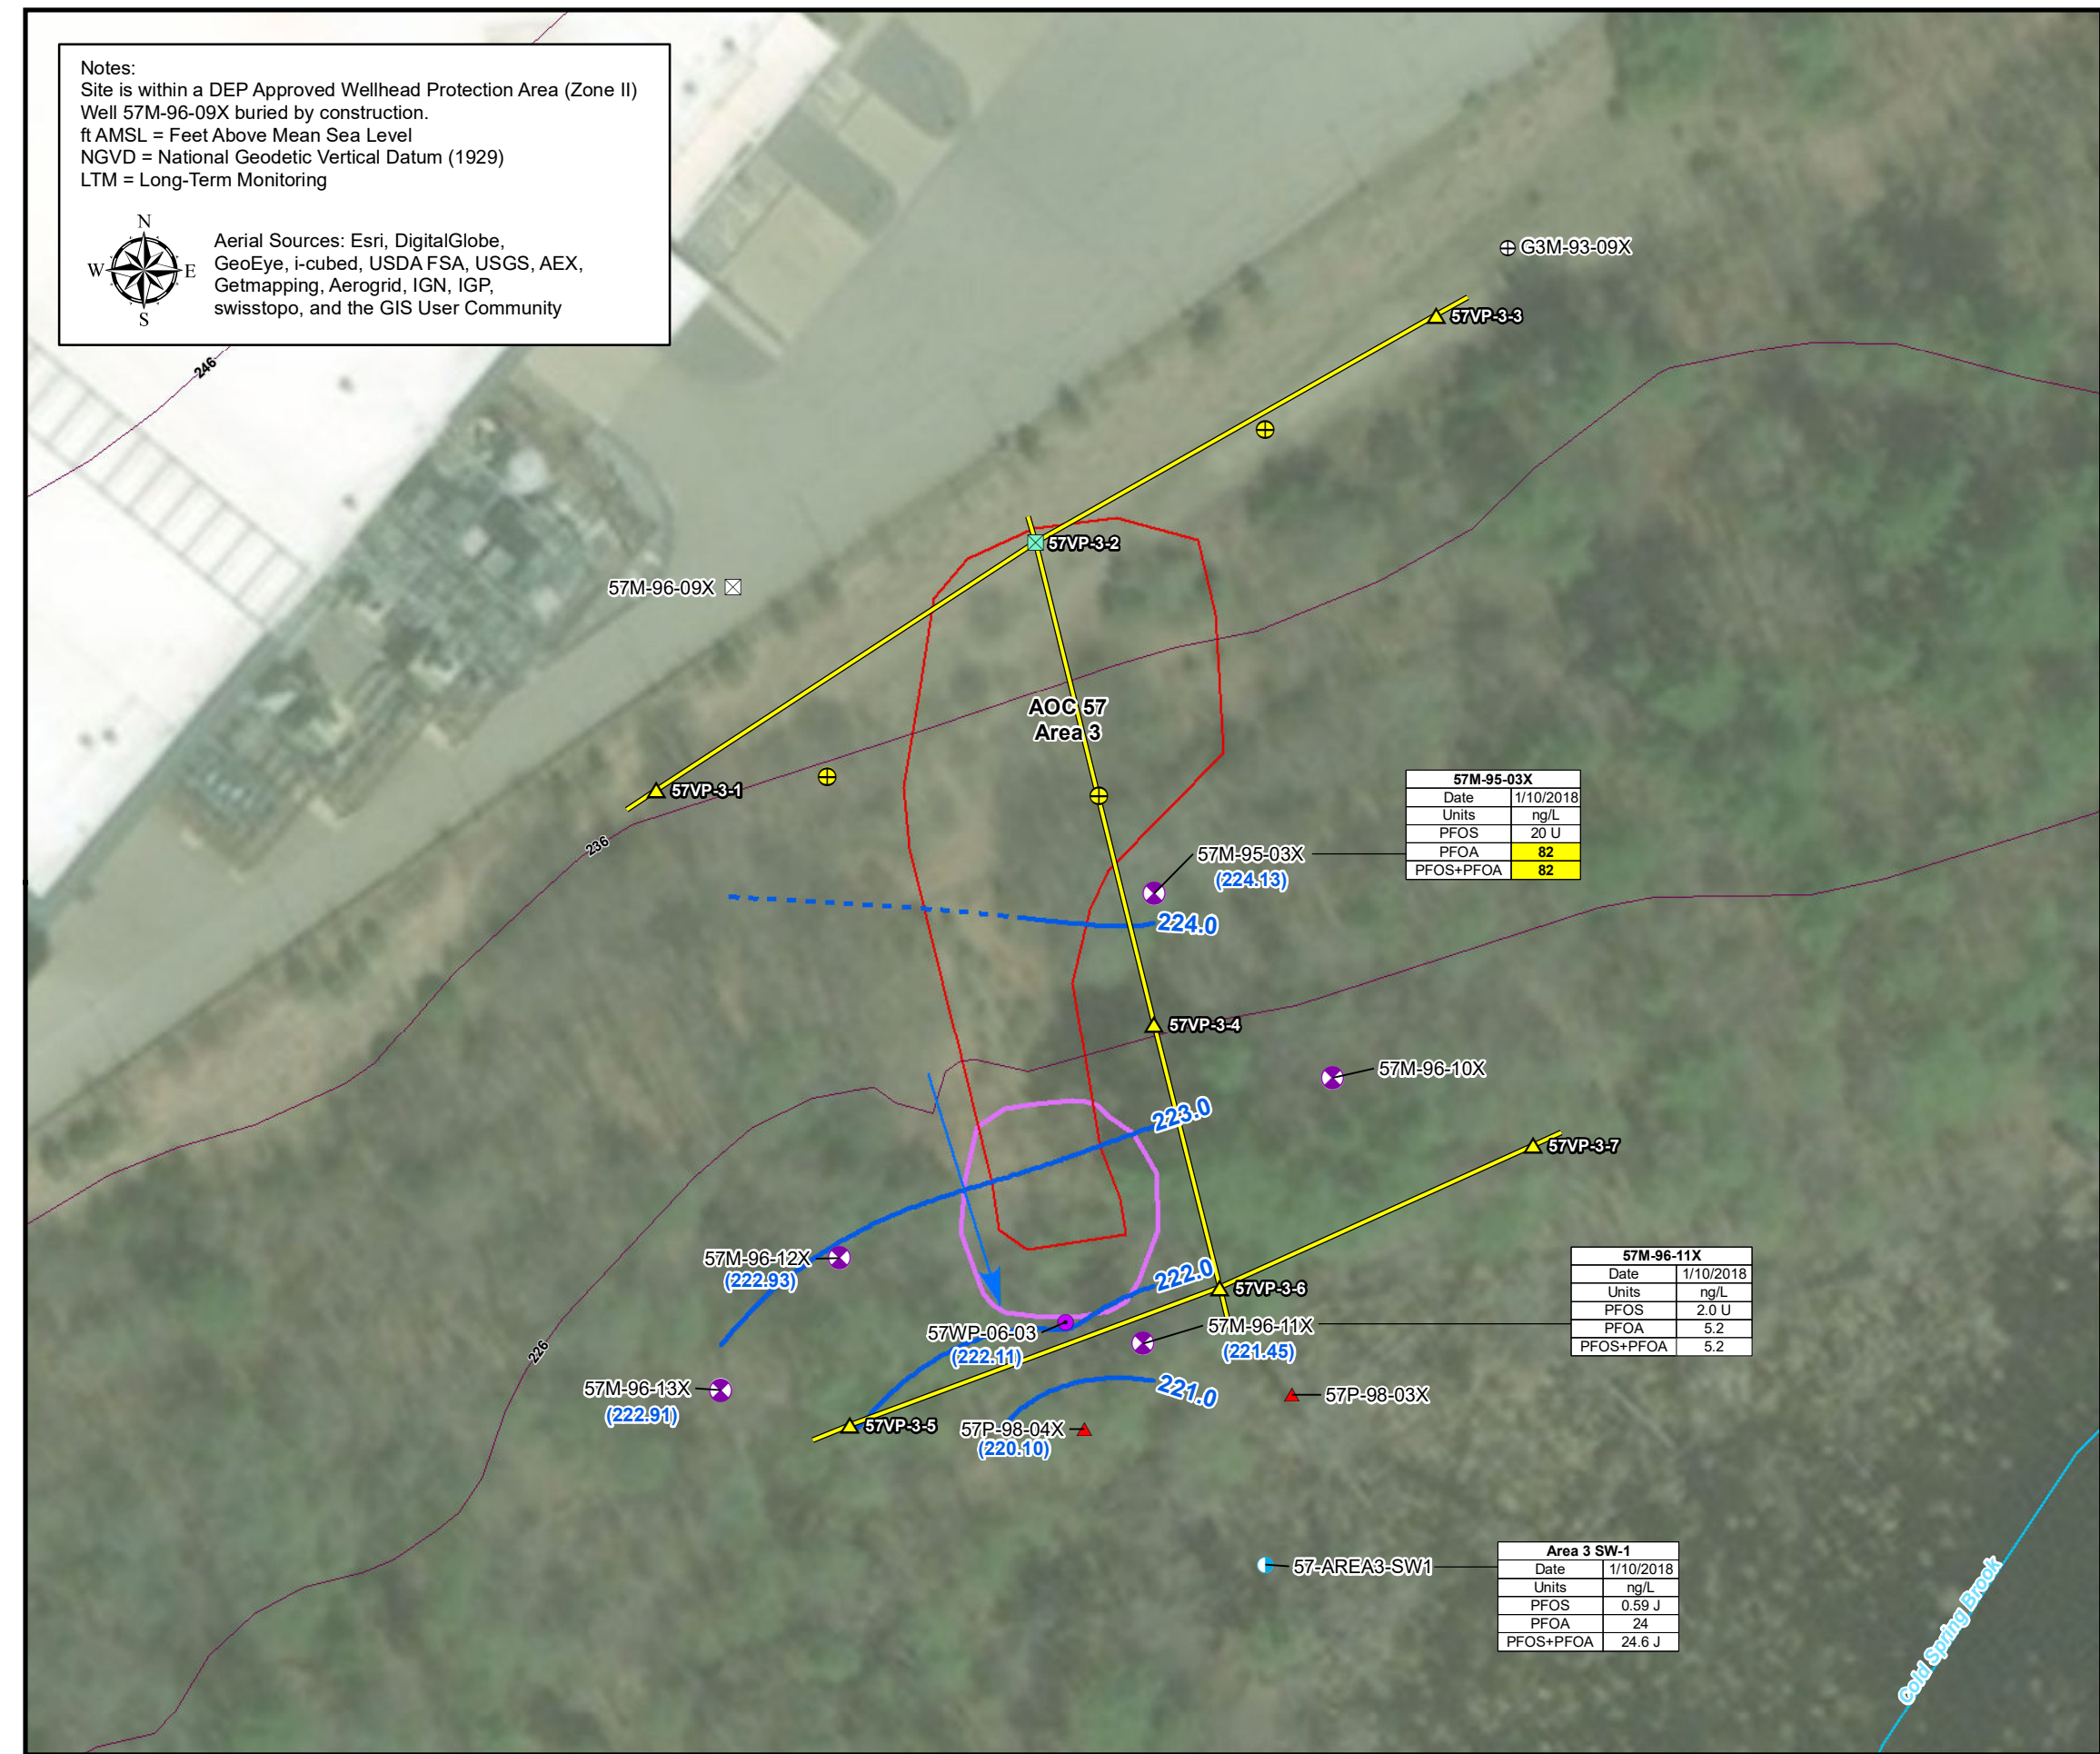 Notes:
Site is within a DEP Approved Wellhead Protection Area (Zone II)
Well 57M-96-09X buried by construction.
ft AMSL = Feet Above Mean Sea Level
NGVD = National Geodetic Vertical Datum (1929)
LTM = Long-Term Monitoring
N
W E
S
Aerial Sources: Esri, DigitalGlobe,
GeoEye, i-cubed, USDA FSA, USGS, AEX,
Getmapping, Aerogrid, IGN, IGP,
swisstopo, and the GIS User Community
G3M-93-09X
57VP-3-3
246
57VP-3-2
57M-96-09X
AOC 57
Area 3
57VP-3-1
236
57M-95-03X
Date 1/10/2018
Units ng/L
PFOS 20 U
PFOA 82
PFOS+PFOA 82
57M-95-03X
(224.13)
224.0
57VP-3-4
57M-96-10X
223.0
57VP-3-7
57M-96-12X
(222.93)
222.0
57VP-3-6
57M-96-11X
Date 1/10/2018
Units ng/L
PFOS 2.0 U
PFOA 5.2
PFOS+PFOA 5.2
57WP-06-03
(222.11)
57M-96-11X
(221.45)
226
57M-96-13X
(222.91)
221.0
57P-98-03X
57VP-3-5
57P-98-04X
(220.10)
57-AREA3-SW1
Area 3 SW-1
Date 1/10/2018
Units ng/L
PFOS 0.59 J
PFOA 24
PFOS+PFOA 24.6 J
Cold Spring Brook